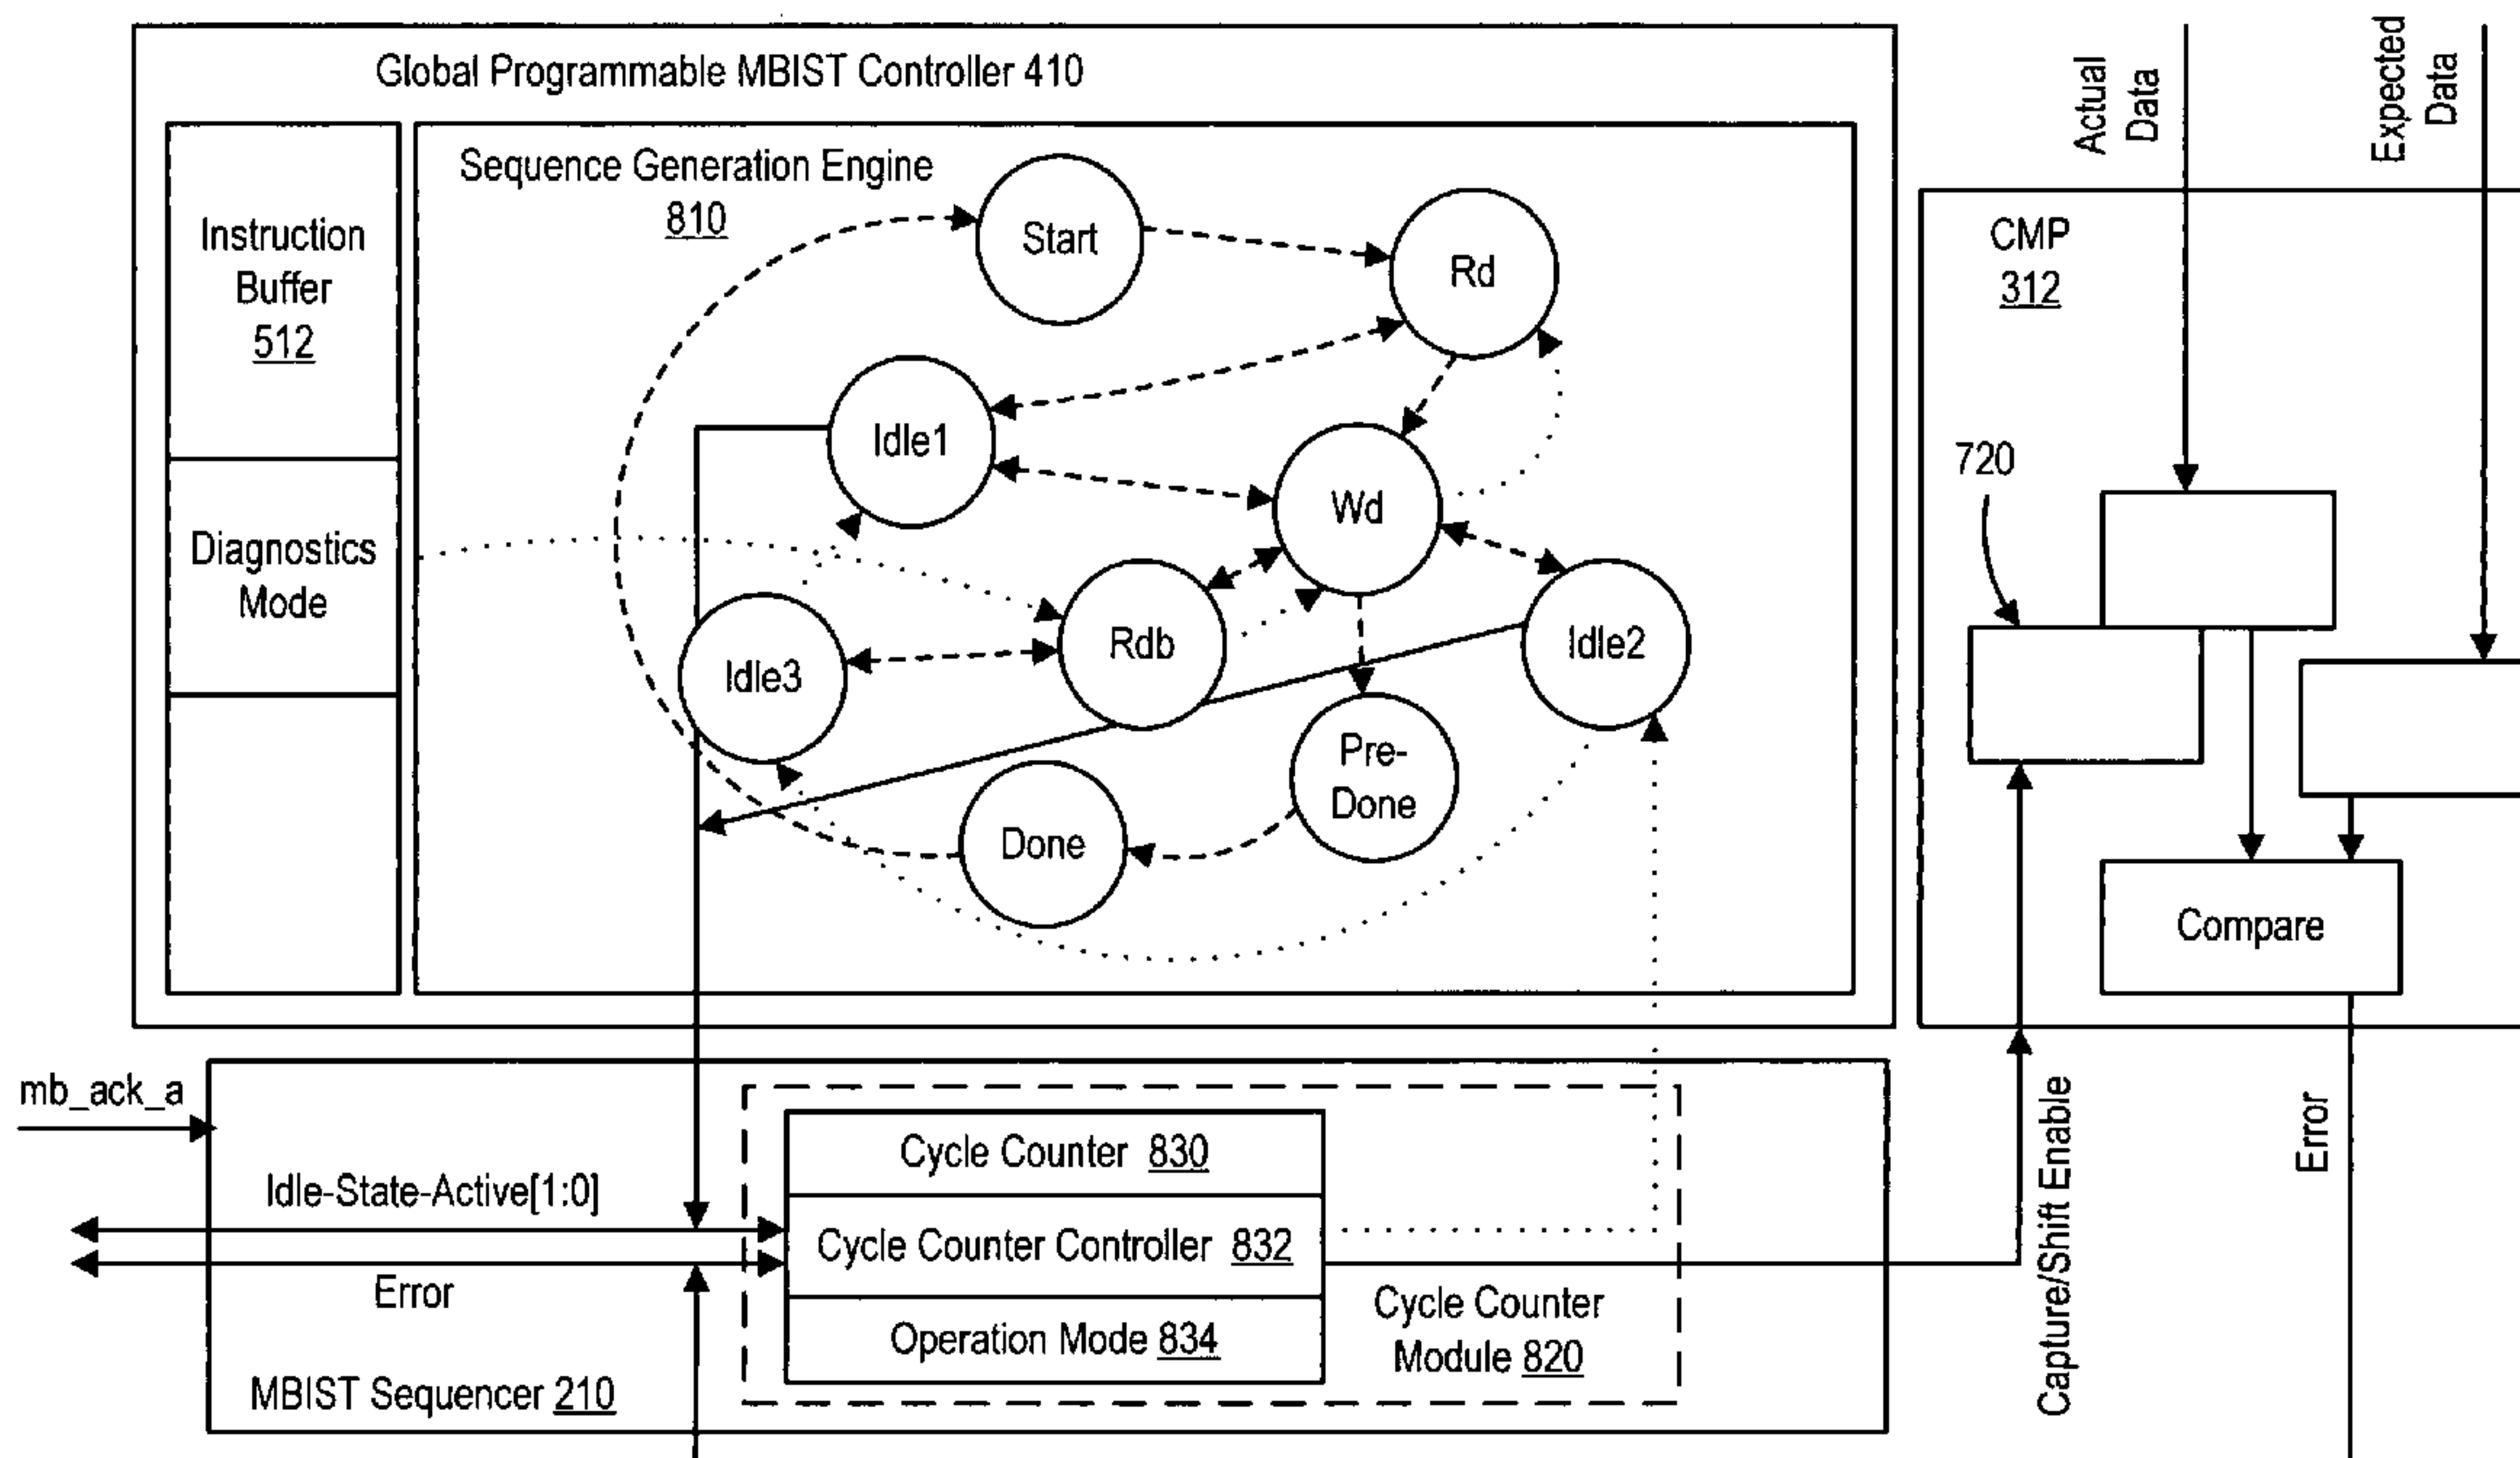 Global Programmable MBIST Controller 410
Instruction
Buffer
512
Diagnostics
Mode
Sequence Generation Engine
810
Start
Rd
Idle1
Wd
Idle3
Rdb
Idle2
Pre-
Done
Done
Actual
Data
Expected
Data
CMP
312
720
Compare
mb_ack_a
Idle-State-Active[1:0]
Error
MBIST Sequencer 210
Cycle Counter 830
Cycle Counter Controller 832
Operation Mode 834
Cycle Counter
Module 820
Capture/Shift Enable
Error